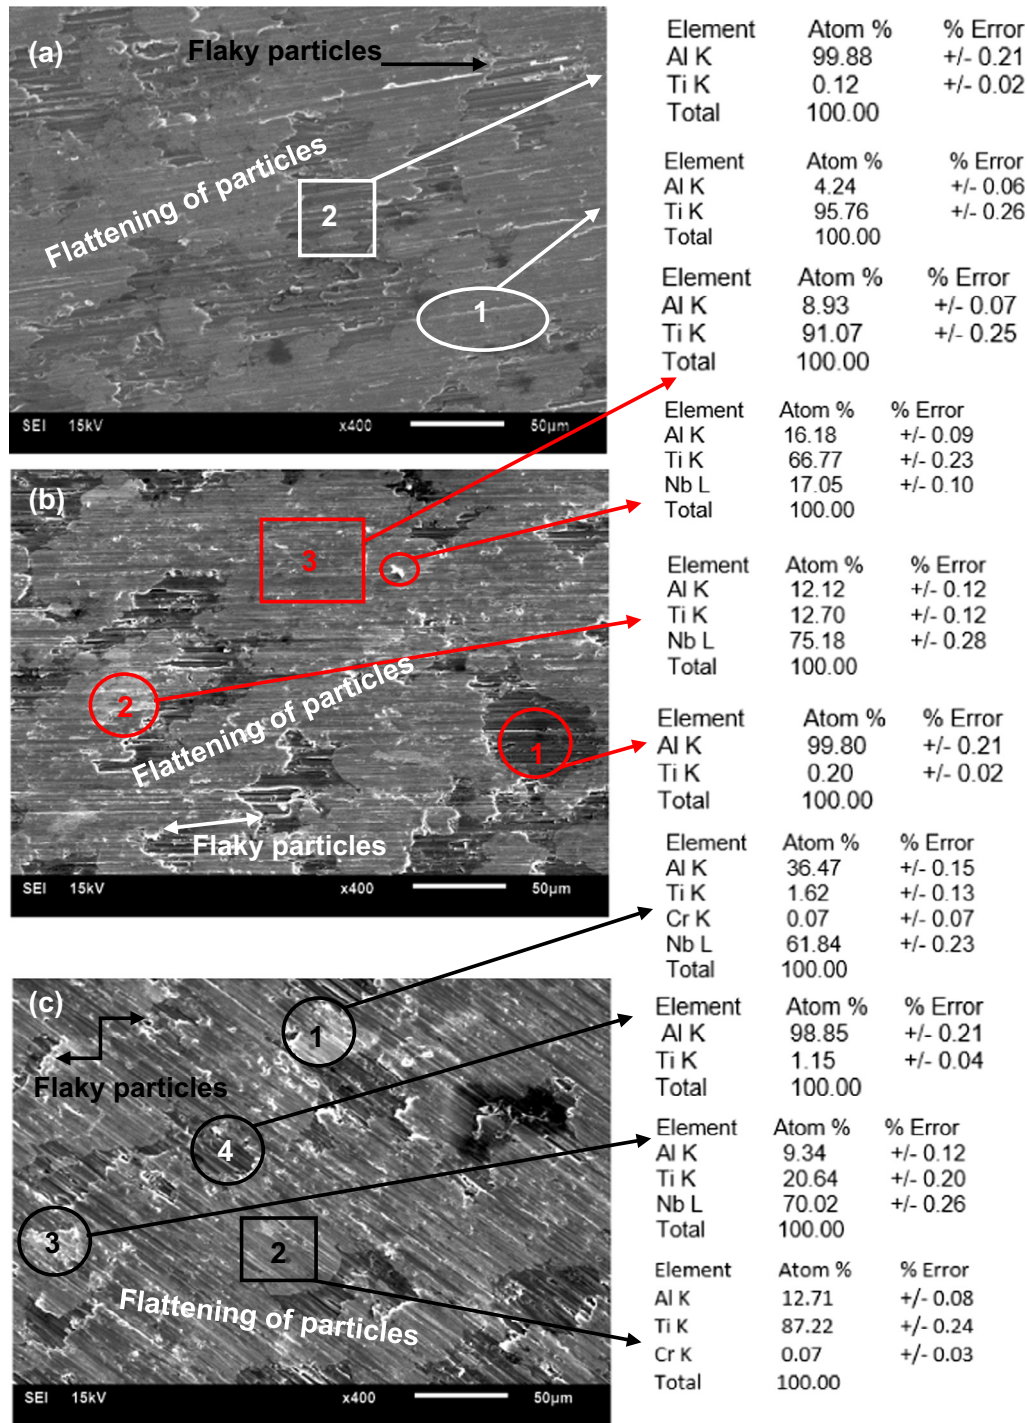 (a)
Flaky particles
Flattening of particles
2
1
SEI 15kV x400 50µm
(b)
3
2
Flattening of particles
1
Flaky particles
SEI 15kV x400 50µm
(c)
1
Flaky particles
4
3
2
Flattening of particles
SEI 15kV x400 50µm
Element Atom % % Error
Al K 99.88 +/- 0.21
Ti K 0.12 +/- 0.02
Total 100.00
Element Atom % % Error
Al K 4.24 +/- 0.06
Ti K 95.76 +/- 0.26
Total 100.00
Element Atom % % Error
Al K 8.93 +/- 0.07
Ti K 91.07 +/- 0.25
Total 100.00
Element Atom % % Error
Al K 16.18 +/- 0.09
Ti K 66.77 +/- 0.23
Nb L 17.05 +/- 0.10
Total 100.00
Element Atom % % Error
Al K 12.12 +/- 0.12
Ti K 12.70 +/- 0.12
Nb L 75.18 +/- 0.28
Total 100.00
Element Atom % % Error
Al K 99.80 +/- 0.21
Ti K 0.20 +/- 0.02
Total 100.00
Element Atom % % Error
Al K 36.47 +/- 0.15
Ti K 1.62 +/- 0.13
Cr K 0.07 +/- 0.07
Nb L 61.84 +/- 0.23
Total 100.00
Element Atom % % Error
Al K 98.85 +/- 0.21
Ti K 1.15 +/- 0.04
Total 100.00
Element Atom % % Error
Al K 9.34 +/- 0.12
Ti K 20.64 +/- 0.20
Nb L 70.02 +/- 0.26
Total 100.00
Element Atom % % Error
Al K 12.71 +/- 0.08
Ti K 87.22 +/- 0.24
Cr K 0.07 +/- 0.03
Total 100.00